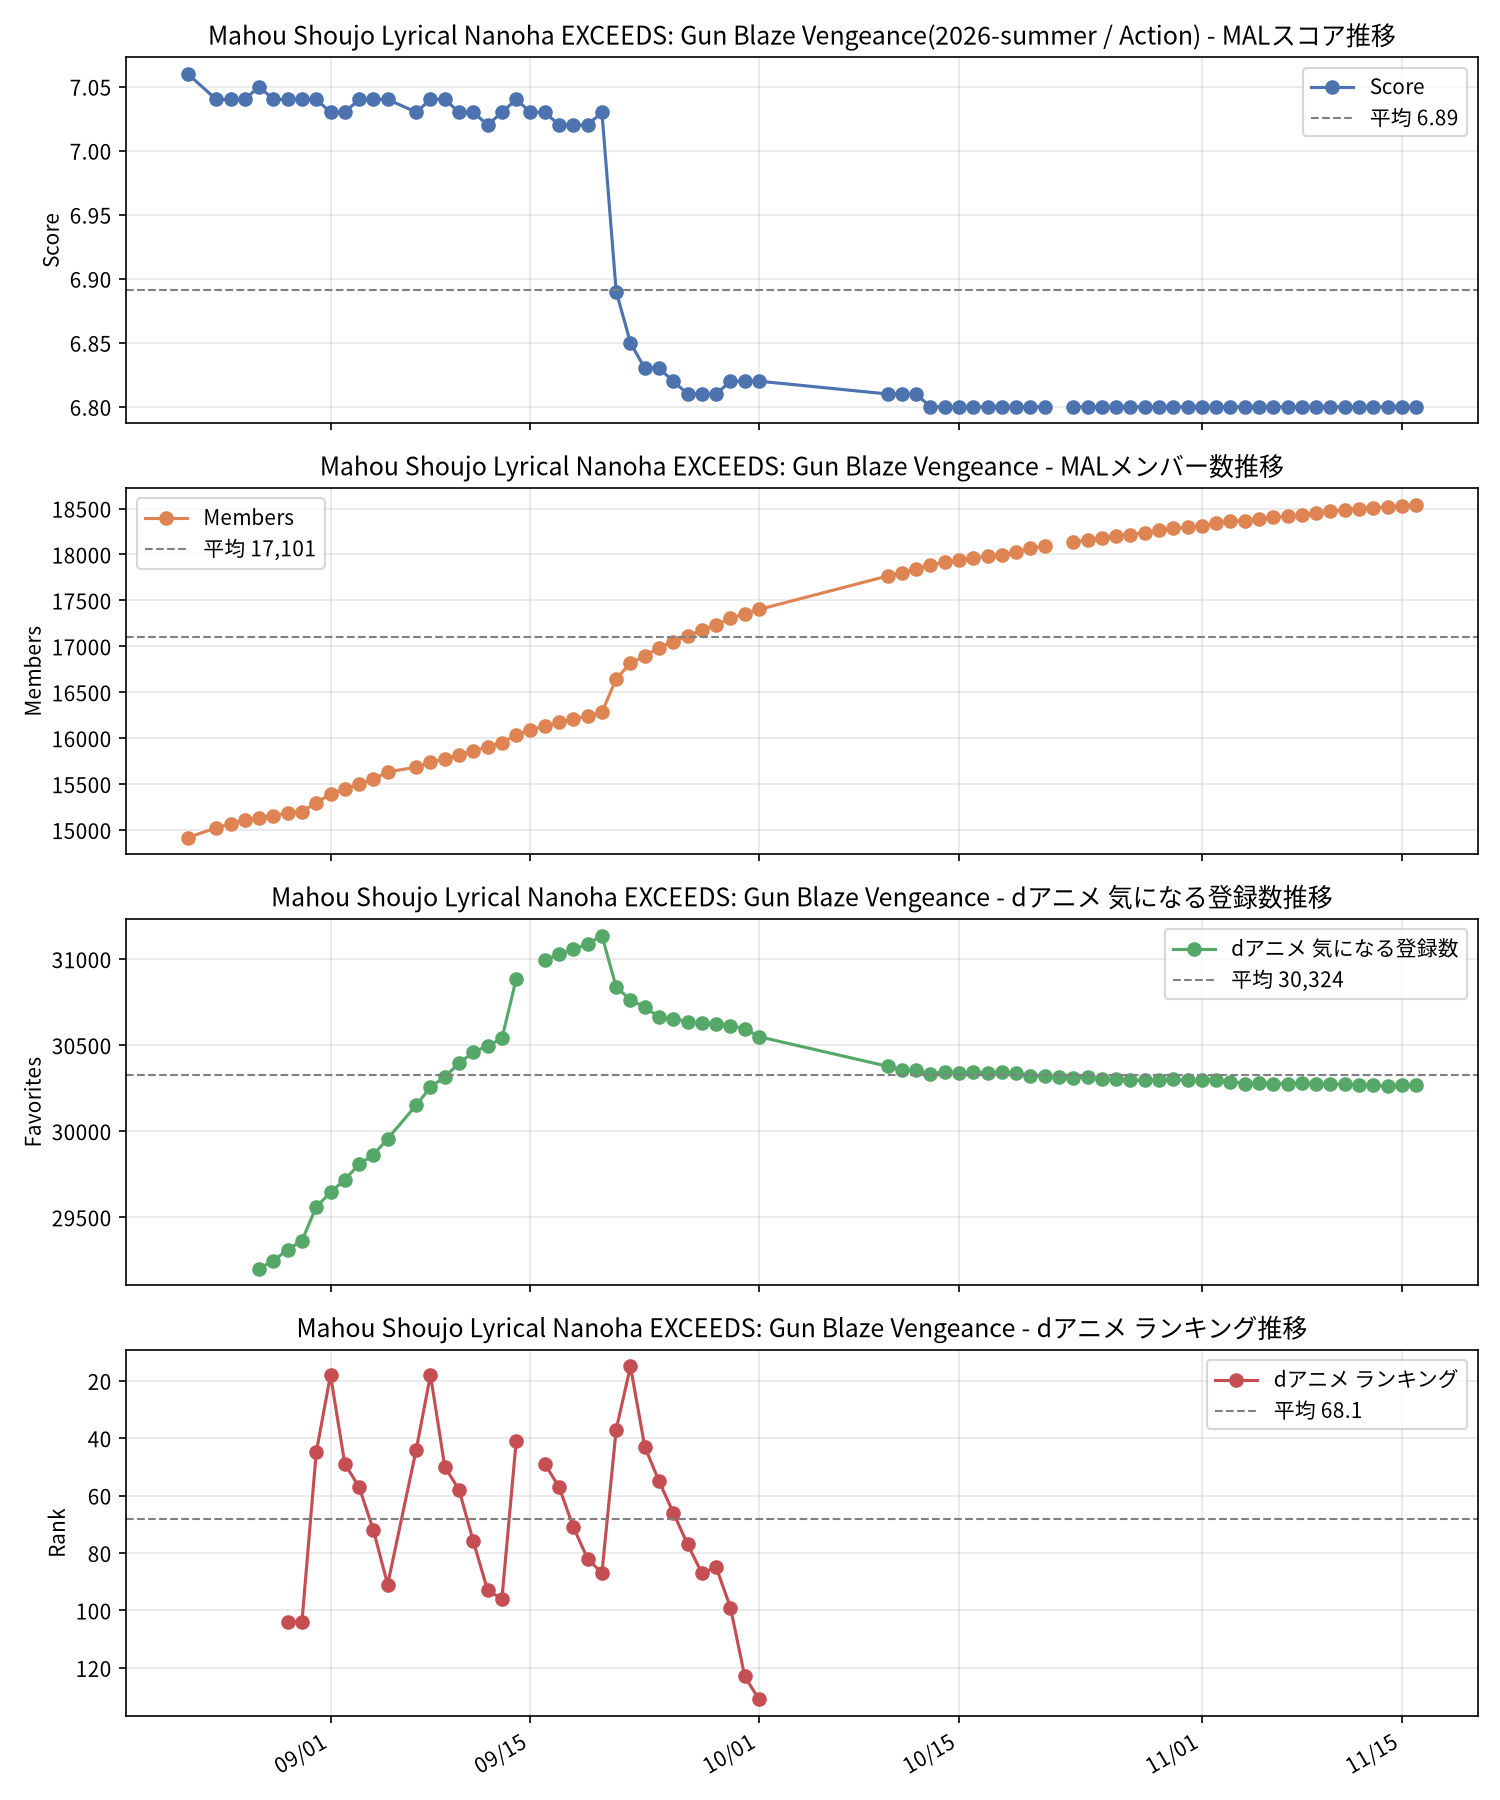 Mahou Shoujo Lyrical Nanoha EXCEEDS: Gun Blaze Vengeance(2026-summer / Action) - MALスコア推移
Score
7.05
7.00
6.95
6.90
6.85
6.80
Score
平均 6.89
Mahou Shoujo Lyrical Nanoha EXCEEDS: Gun Blaze Vengeance - MALメンバー数推移
Members
18500
18000
17500
17000
16500
16000
15500
15000
Members
平均 17,101
Mahou Shoujo Lyrical Nanoha EXCEEDS: Gun Blaze Vengeance - dアニメ 気になる登録数推移
Favorites
31000
30500
30000
29500
dアニメ 気になる登録数
平均 30,324
Mahou Shoujo Lyrical Nanoha EXCEEDS: Gun Blaze Vengeance - dアニメ ランキング推移
Rank
20
40
60
80
100
120
dアニメ ランキング
平均 68.1
09/01
09/15
10/01
10/15
11/01
11/15